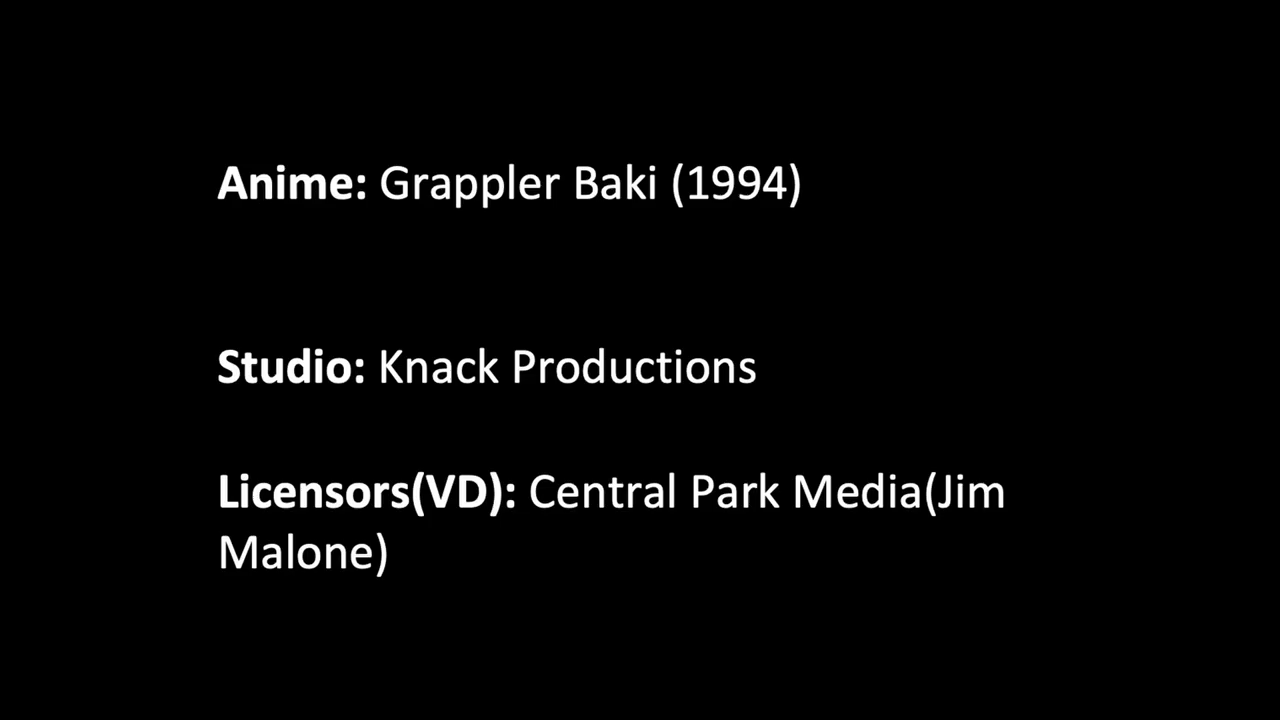 Anime: Grappler Baki (1994)
Studio: Knack Productions
Licensors(VD): Central Park Media(Jim
Malone)